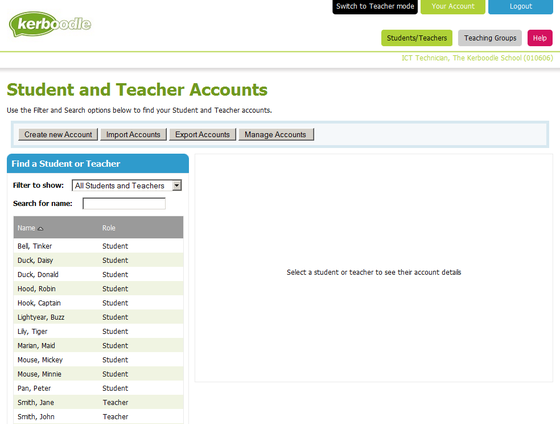 kerboodle
Switch to Teacher mode
Your Account
Logout
Students/Teachers
Teaching Groups
Help
ICT Technican, The Kerboodle School (010606)
Student and Teacher Accounts
Use the Filter and Search options below to find your Student and Teacher accounts.
Create new Account
Import Accounts
Export Accounts
Manage Accounts
Find a Student or Teacher
Filter to show: All Students and Teachers
Search for name:
Name Role
Bell, Tinker Student
Duck, Daisy Student
Duck, Donald Student
Hood, Robin Student
Hook, Captain Student
Lightyear, Buzz Student
Lily, Tiger Student
Marian, Maid Student
Mouse, Mickey Student
Mouse, Minnie Student
Pan, Peter Student
Smith, Jane Teacher
Smith, John Teacher
Select a student or teacher to see their account details